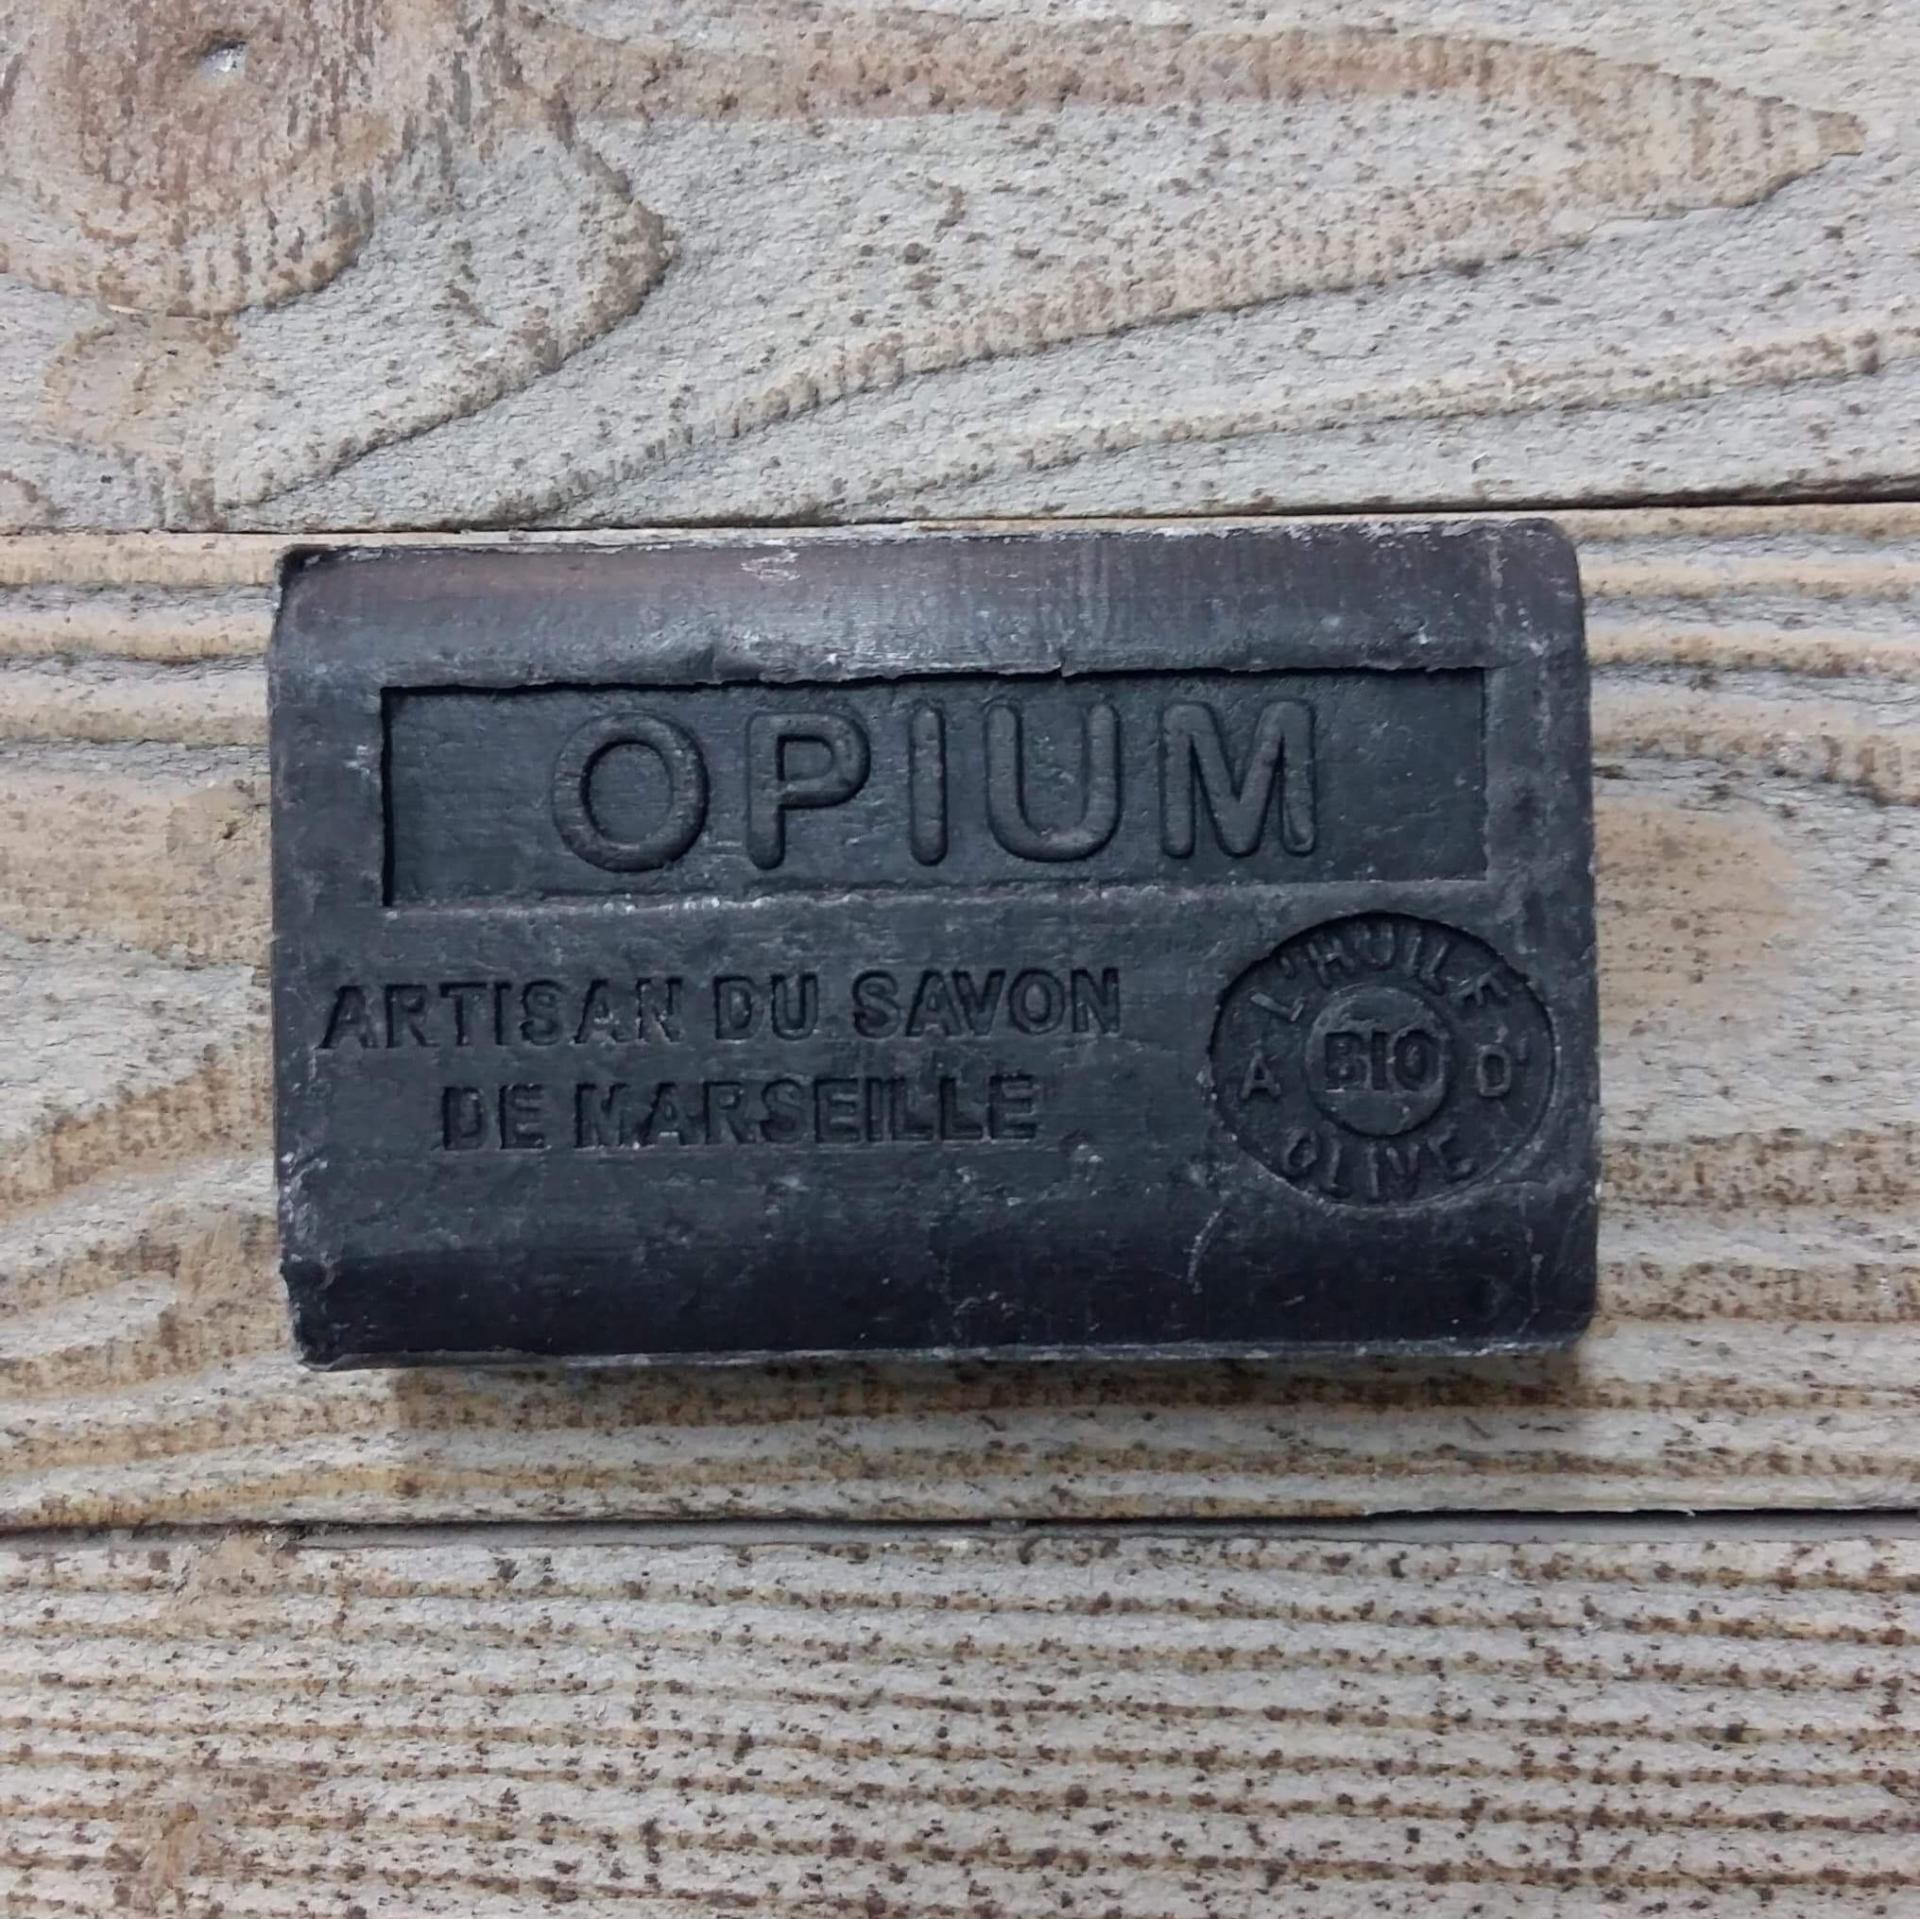 OPIUM
ARTISAN DU SAVON
DE MARSEILLE
A L'HUILE D'
OLIVE
BIO